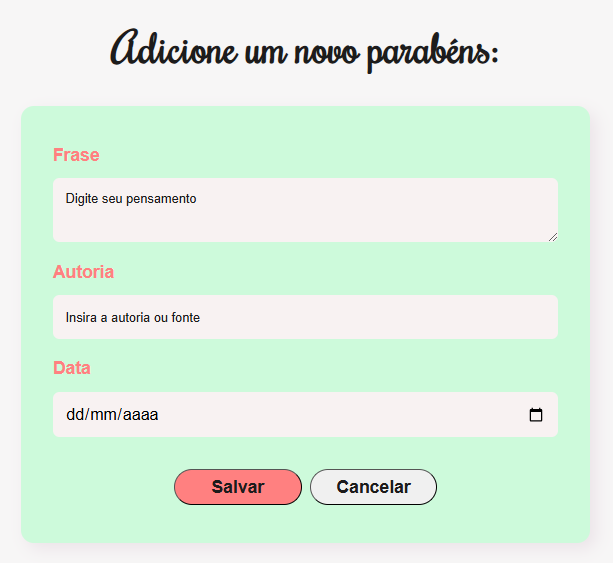 Adicione um novo parabéns:
Frase
Digite seu pensamento
Autoria
Insira a autoria ou fonte
Data
dd/mm/aaaa
Salvar
Cancelar